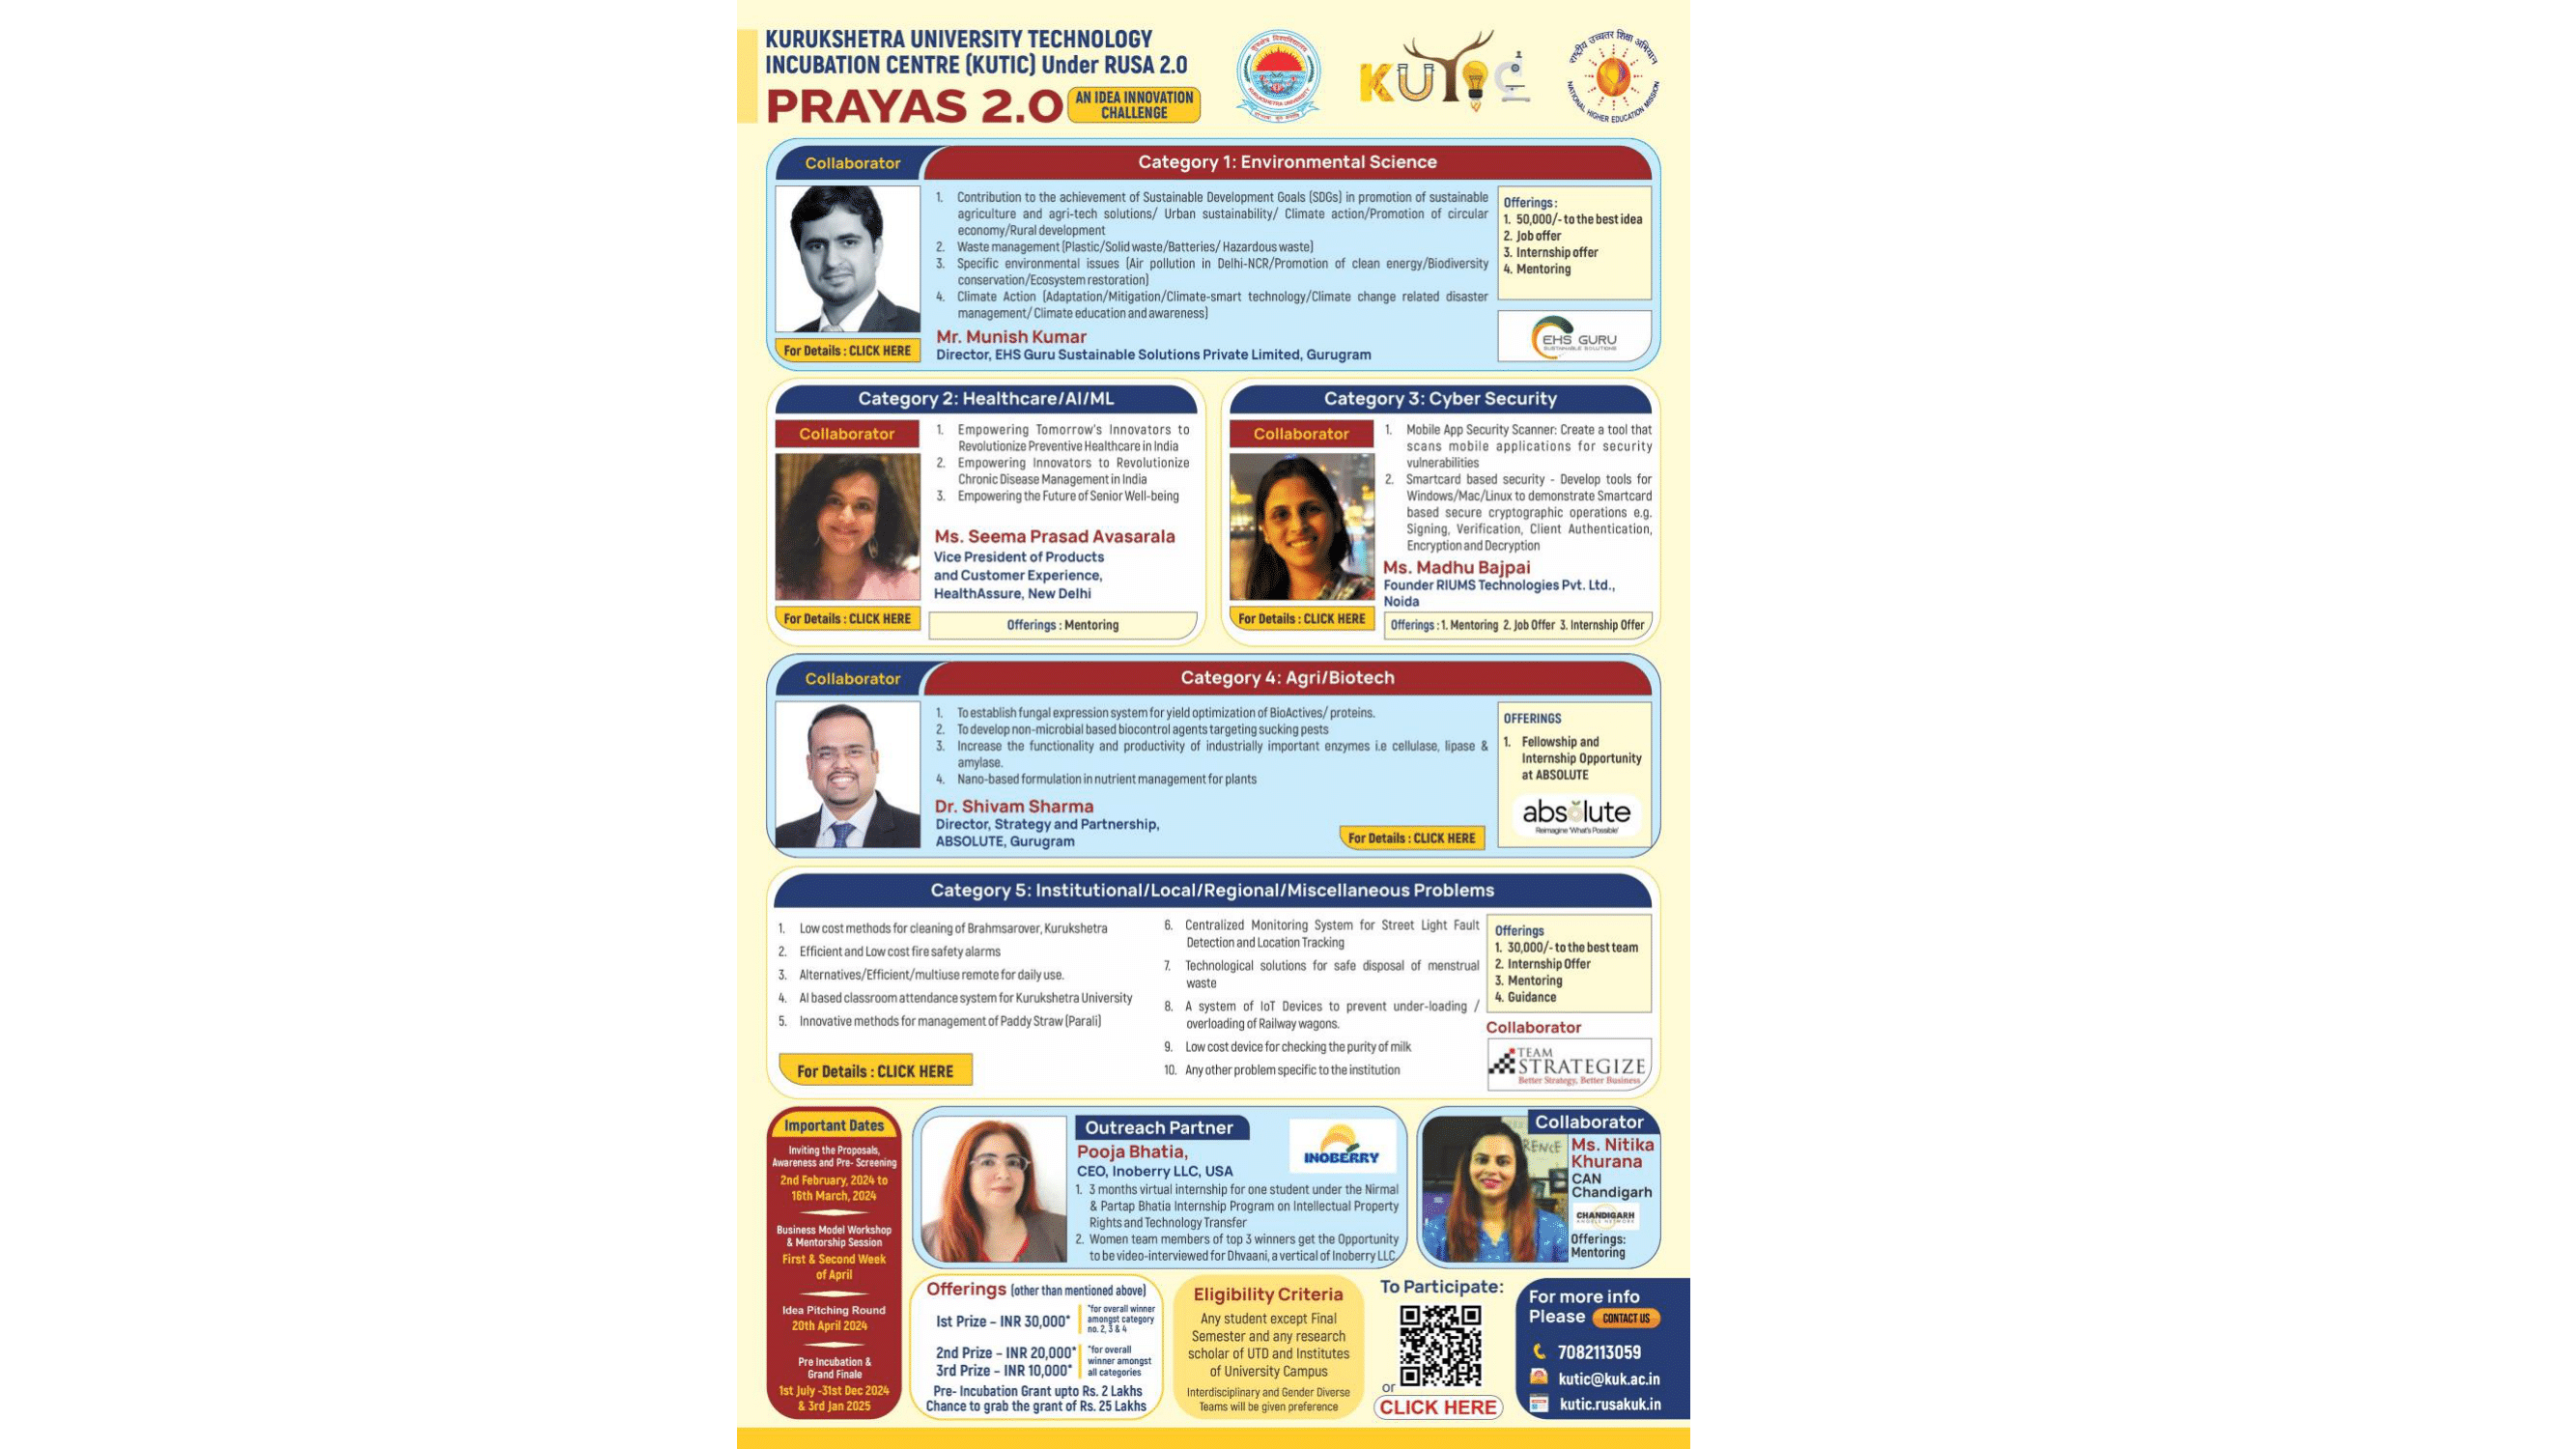 KURUKSHETRA UNIVERSITY TECHNOLOGY
INCUBATION CENTRE (KUTIC) Under RUSA 2.0
PRAYAS 2.0
AN IDEA INNOVATION
CHALLENGE
KUTIC
राष्ट्रीय उच्चतर शिक्षा अभियान
NATIONAL HIGHER EDUCATION MISSION
KURUKSHETRA UNIVERSITY
Collaborator
Category 1: Environmental Science
1. Contribution to the achievement of Sustainable Development Goals (SDGs) in promotion of sustainable
agriculture and agri-tech solutions/ Urban sustainability/ Climate action/Promotion of circular
economy/Rural development
2. Waste management (Plastic/Solid waste/Batteries/ Hazardous waste)
3. Specific environmental issues (Air pollution in Delhi-NCR/Promotion of clean energy/Biodiversity
conservation/Ecosystem restoration)
4. Climate Action (Adaptation/Mitigation/Climate-smart technology/Climate change related disaster
management/ Climate education and awareness)
Mr. Munish Kumar
Director, EHS Guru Sustainable Solutions Private Limited, Gurugram
For Details : CLICK HERE
Offerings :
1. 50,000/- to the best idea
2. Job offer
3. Internship offer
4. Mentoring
EHS GURU
SUSTAINABLE SOLUTIONS
Category 2: Healthcare/AI/ML
Collaborator
1. Empowering Tomorrow's Innovators to
Revolutionize Preventive Healthcare in India
2. Empowering Innovators to Revolutionize
Chronic Disease Management in India
3. Empowering the Future of Senior Well-being
Ms. Seema Prasad Avasarala
Vice President of Products
and Customer Experience,
HealthAssure, New Delhi
For Details : CLICK HERE
Offerings : Mentoring
Category 3: Cyber Security
Collaborator
1. Mobile App Security Scanner: Create a tool that
scans mobile applications for security
vulnerabilities
2. Smartcard based security - Develop tools for
Windows/Mac/Linux to demonstrate Smartcard
based secure cryptographic operations e.g.
Signing, Verification, Client Authentication,
Encryption and Decryption
Ms. Madhu Bajpai
Founder RIUMS Technologies Pvt. Ltd.,
Noida
For Details : CLICK HERE
Offerings : 1. Mentoring 2. Job Offer 3. Internship Offer
Collaborator
Category 4: Agri/Biotech
1. To establish fungal expression system for yield optimization of BioActives/ proteins.
2. To develop non-microbial based biocontrol agents targeting sucking pests
3. Increase the functionality and productivity of industrially important enzymes i.e cellulase, lipase &
amylase.
4. Nano-based formulation in nutrient management for plants
Dr. Shivam Sharma
Director, Strategy and Partnership,
ABSOLUTE, Gurugram
For Details : CLICK HERE
OFFERINGS
1. Fellowship and
Internship Opportunity
at ABSOLUTE
absolute
Reimagine 'What's Possible'
Category 5: Institutional/Local/Regional/Miscellaneous Problems
1. Low cost methods for cleaning of Brahmsarover, Kurukshetra
2. Efficient and Low cost fire safety alarms
3. Alternatives/Efficient/multiuse remote for daily use.
4. AI based classroom attendance system for Kurukshetra University
5. Innovative methods for management of Paddy Straw (Parali)
For Details : CLICK HERE
6. Centralized Monitoring System for Street Light Fault
Detection and Location Tracking
7. Technological solutions for safe disposal of menstrual
waste
8. A system of IoT Devices to prevent under-loading /
overloading of Railway wagons.
9. Low cost device for checking the purity of milk
10. Any other problem specific to the institution
Offerings
1. 30,000/- to the best team
2. Internship Offer
3. Mentoring
4. Guidance
Collaborator
TEAM
STRATEGIZE
Better Strategy, Better Business
Important Dates
Inviting the Proposals,
Awareness and Pre- Screening
2nd February, 2024 to
16th March, 2024
Business Model Workshop
& Mentorship Session
First & Second Week
of April
Idea Pitching Round
20th April 2024
Pre Incubation &
Grand Finale
1st July -31st Dec 2024
& 3rd Jan 2025
Outreach Partner
Pooja Bhatia,
CEO, Inoberry LLC, USA
INOBERRY
1. 3 months virtual internship for one student under the Nirmal
& Partap Bhatia Internship Program on Intellectual Property
Rights and Technology Transfer
2. Women team members of top 3 winners get the Opportunity
to be video-interviewed for Dhvaani, a vertical of Inoberry LLC
Collaborator
RENCE
Ms. Nitika
Khurana
CAN
Chandigarh
CHANDIGARH
ANGELS NETWORK
Offerings:
Mentoring
Offerings (other than mentioned above)
1st Prize – INR 30,000*
*for overall winner
amongst category
no. 2, 3 & 4
2nd Prize – INR 20,000*
3rd Prize – INR 10,000*
*for overall
winner amongst
all categories
Pre- Incubation Grant upto Rs. 2 Lakhs
Chance to grab the grant of Rs. 25 Lakhs
Eligibility Criteria
Any student except Final
Semester and any research
scholar of UTD and Institutes
of University Campus
Interdisciplinary and Gender Diverse
Teams will be given preference
To Participate:
or
CLICK HERE
For more info
Please CONTACT US
7082113059
kutic@kuk.ac.in
kutic.rusakuk.in